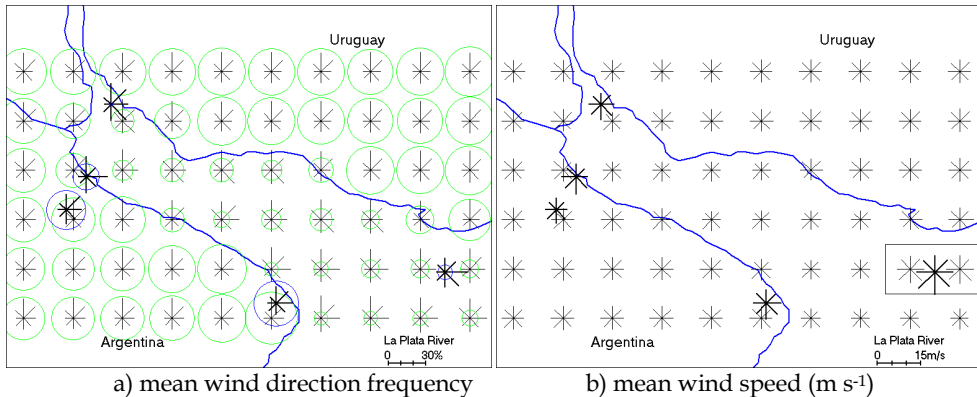 Uruguay
Argentina
La Plata River
0 30%
a) mean wind direction frequency
Uruguay
Argentina
La Plata River
0 15m/s
b) mean wind speed (m s-1)